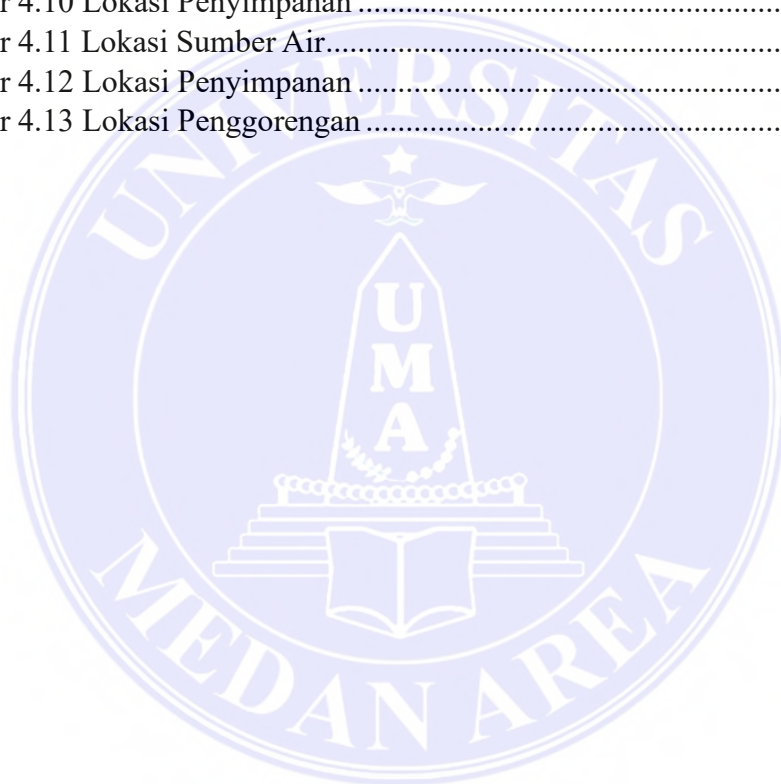 r 4.10 Lokasi Penyimpanan ................................................
r 4.11 Lokasi Sumber Air...................................................
r 4.12 Lokasi Penyimpanan ................................................
r 4.13 Lokasi Penggorengan ...............................................
UNIVERSITAS
U
M
A
MEDAN AREA